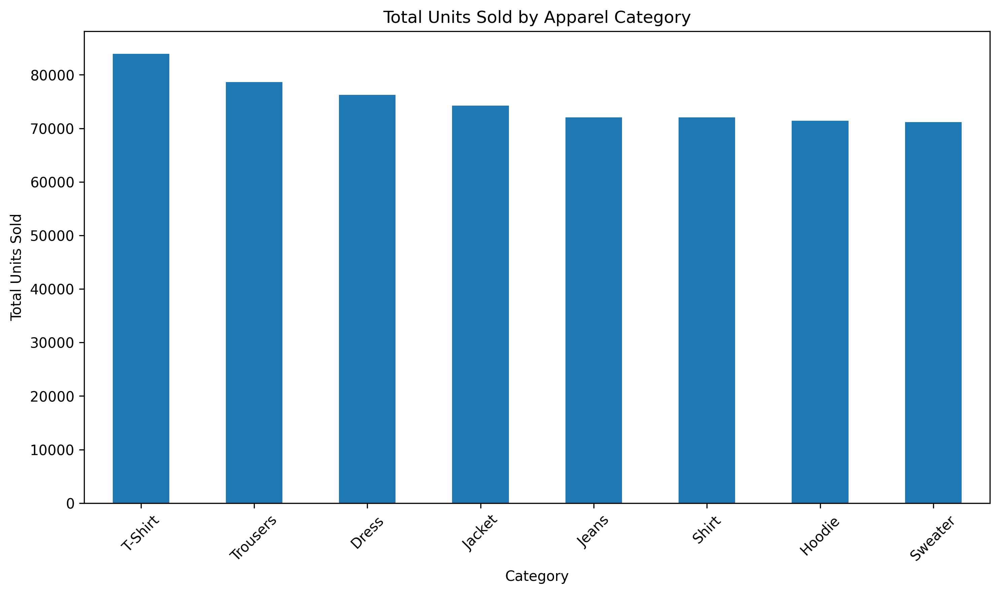 Total Units Sold by Apparel Category
Total Units Sold
80000
70000
60000
50000
40000
30000
20000
10000
0
T-Shirt
Trousers
Dress
Jacket
Jeans
Shirt
Hoodie
Sweater
Category